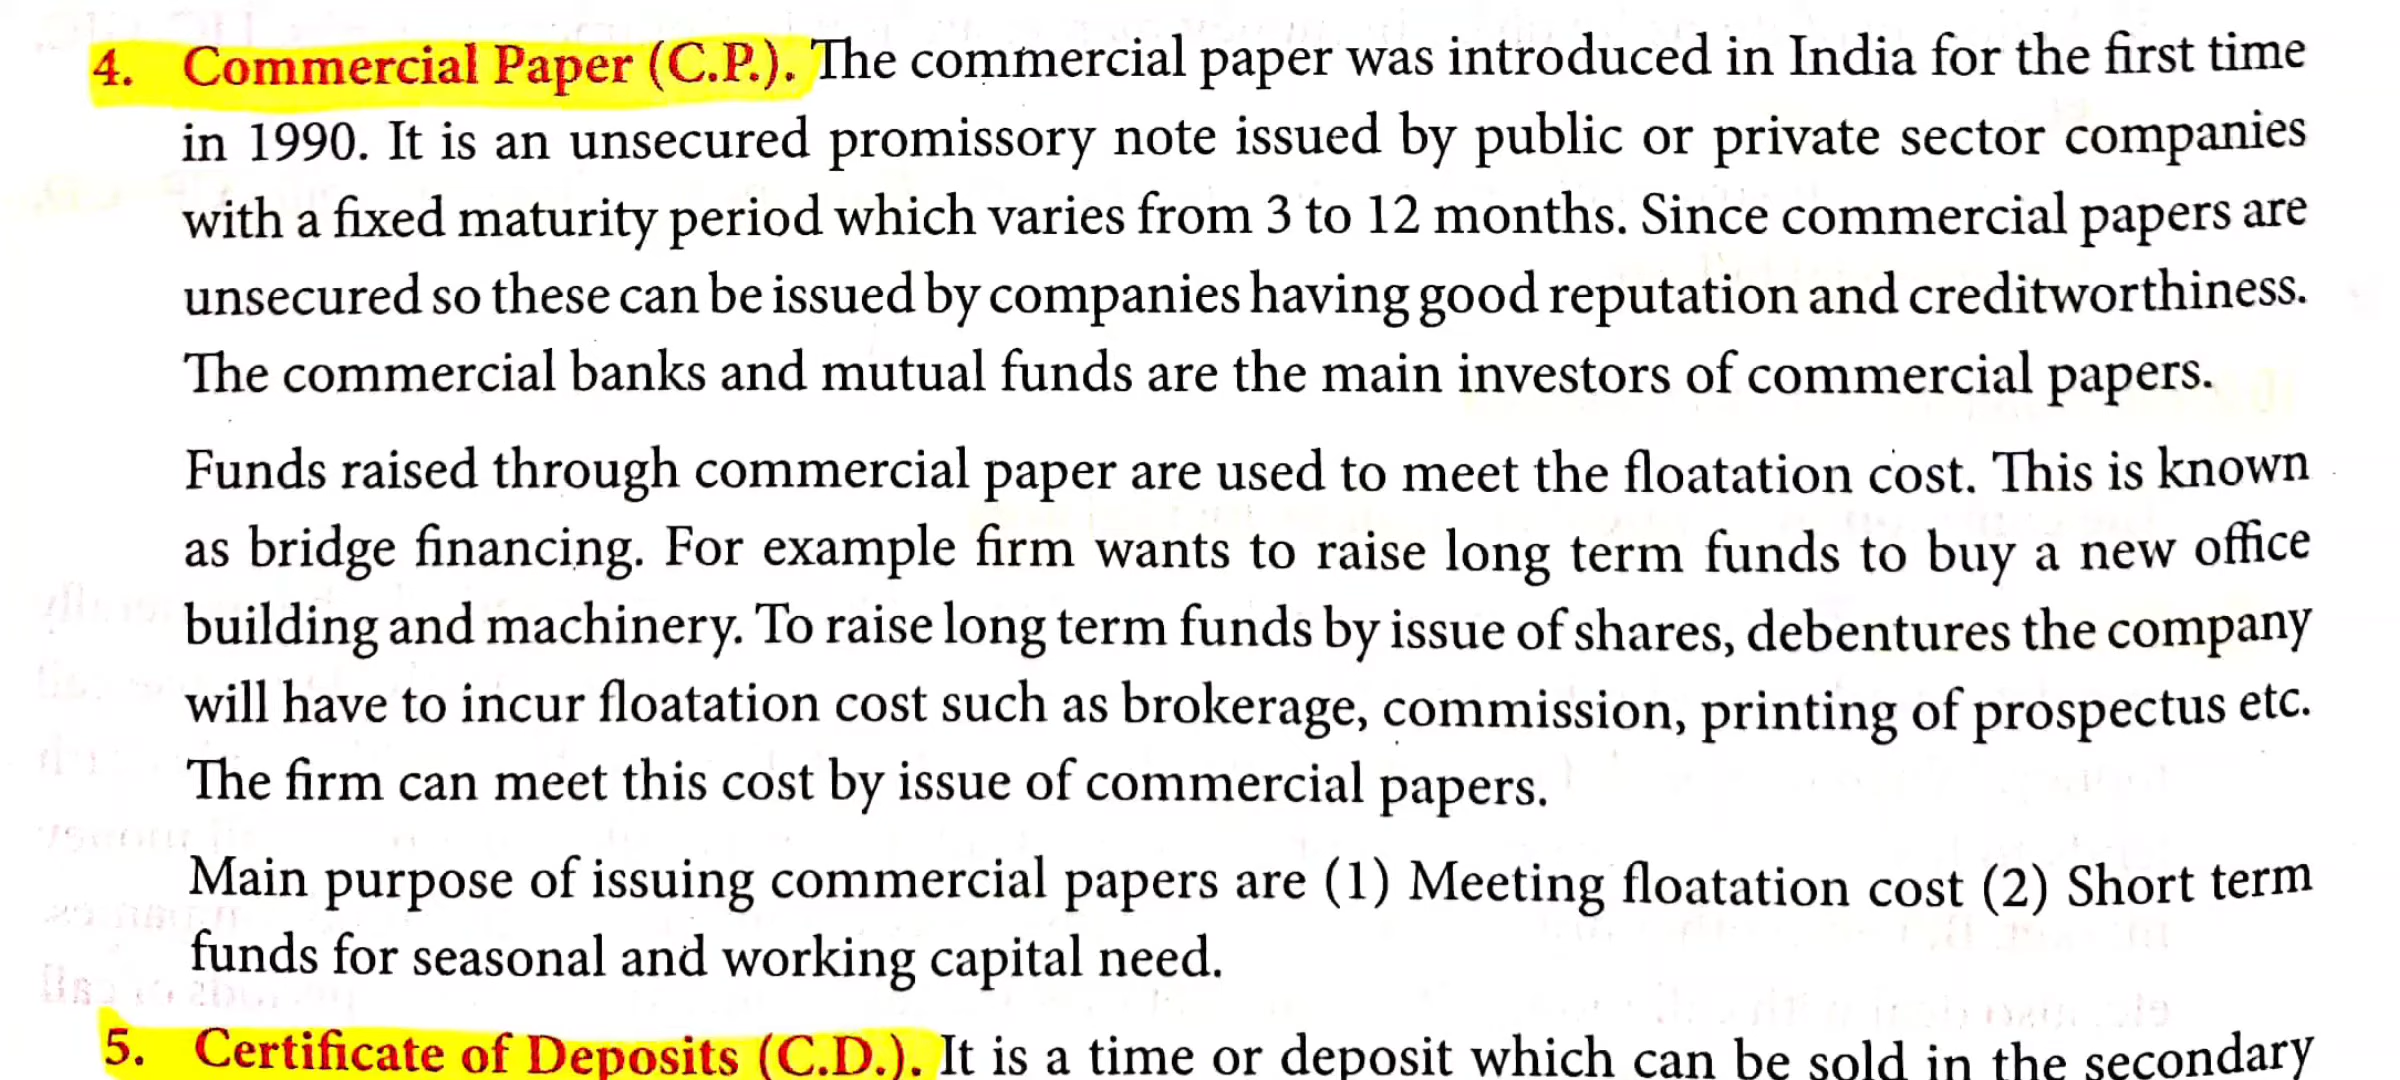 4. Commercial Paper (C.P.). The commercial paper was introduced in India for the first time
in 1990. It is an unsecured promissory note issued by public or private sector companies
with a fixed maturity period which varies from 3 to 12 months. Since commercial papers are
unsecured so these can be issued by companies having good reputation and creditworthiness.
The commercial banks and mutual funds are the main investors of commercial papers.
Funds raised through commercial paper are used to meet the floatation cost. This is known
as bridge financing. For example firm wants to raise long term funds to buy a new office
building and machinery. To raise long term funds by issue of shares, debentures the company
will have to incur floatation cost such as brokerage, commission, printing of prospectus etc.
The firm can meet this cost by issue of commercial papers.
Main purpose of issuing commercial papers are (1) Meeting floatation cost (2) Short term
funds for seasonal and working capital need.
5. Certificate of Deposits (C.D.). It is a time or deposit which can be sold in the secondary